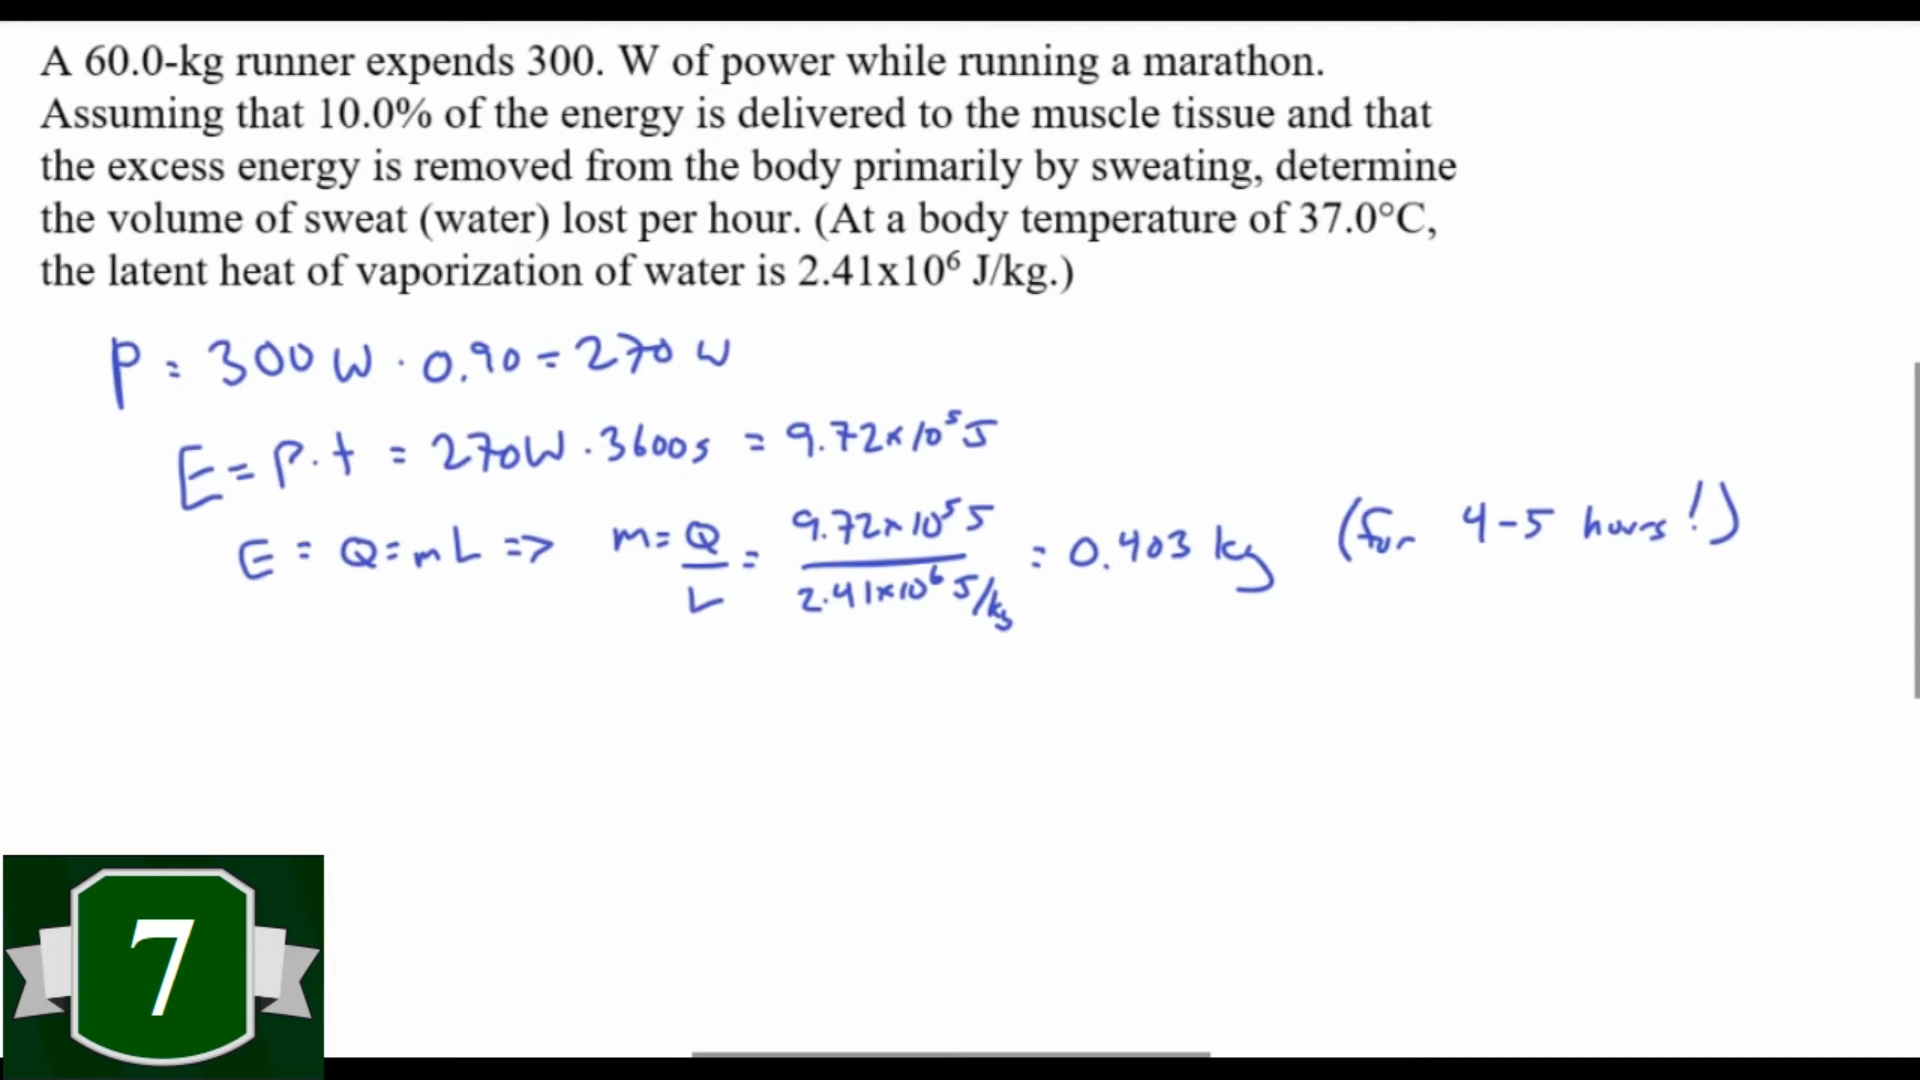 A 60.0-kg runner expends 300. W of power while running a marathon.
Assuming that 10.0% of the energy is delivered to the muscle tissue and that
the excess energy is removed from the body primarily by sweating, determine
the volume of sweat (water) lost per hour. (At a body temperature of 37.0°C,
the latent heat of vaporization of water is 2.41x10⁶ J/kg.)
P = 300 W · 0.90 = 270 W
E = P · t = 270W · 3600s = 9.72×10⁵ J
E = Q = mL => m = Q/L = 9.72×10⁵ J / 2.41×10⁶ J/kg = 0.403 kg (for 4-5 hours!)
7